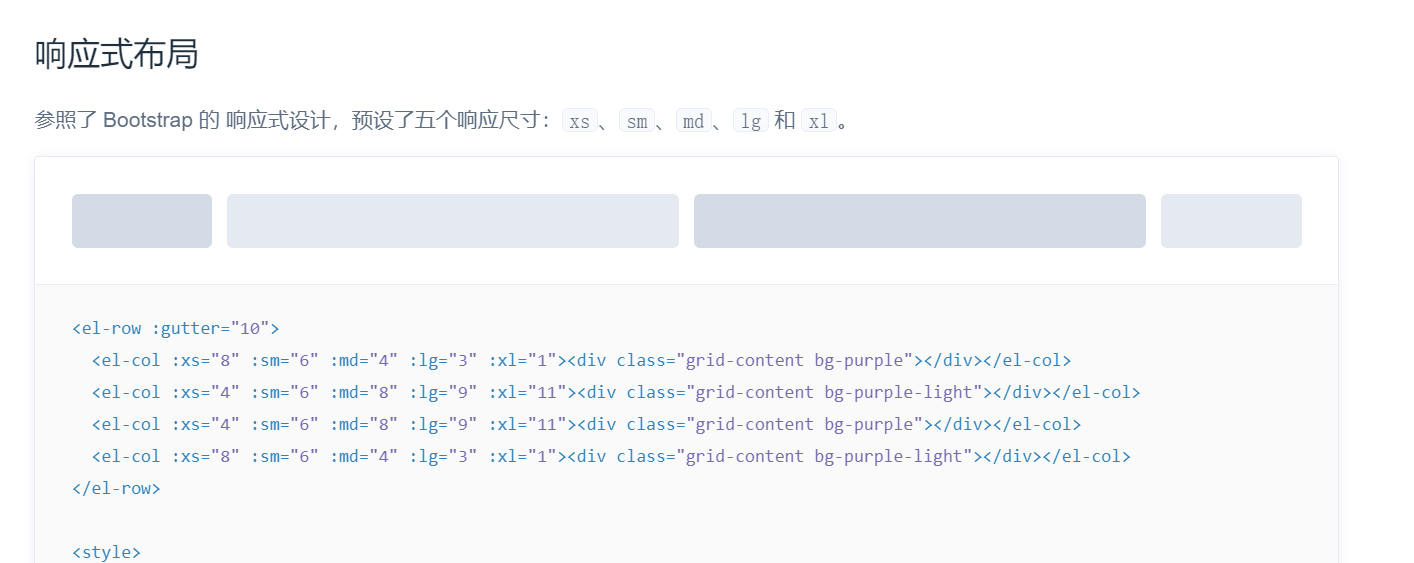 响应式布局
参照了 Bootstrap 的 响应式设计，预设了五个响应尺寸：xs、sm、md、lg 和 xl。
<el-row :gutter="10">
  <el-col :xs="8" :sm="6" :md="4" :lg="3" :xl="1"><div class="grid-content bg-purple"></div></el-col>
  <el-col :xs="4" :sm="6" :md="8" :lg="9" :xl="11"><div class="grid-content bg-purple-light"></div></el-col>
  <el-col :xs="4" :sm="6" :md="8" :lg="9" :xl="11"><div class="grid-content bg-purple"></div></el-col>
  <el-col :xs="8" :sm="6" :md="4" :lg="3" :xl="1"><div class="grid-content bg-purple-light"></div></el-col>
</el-row>
<style>